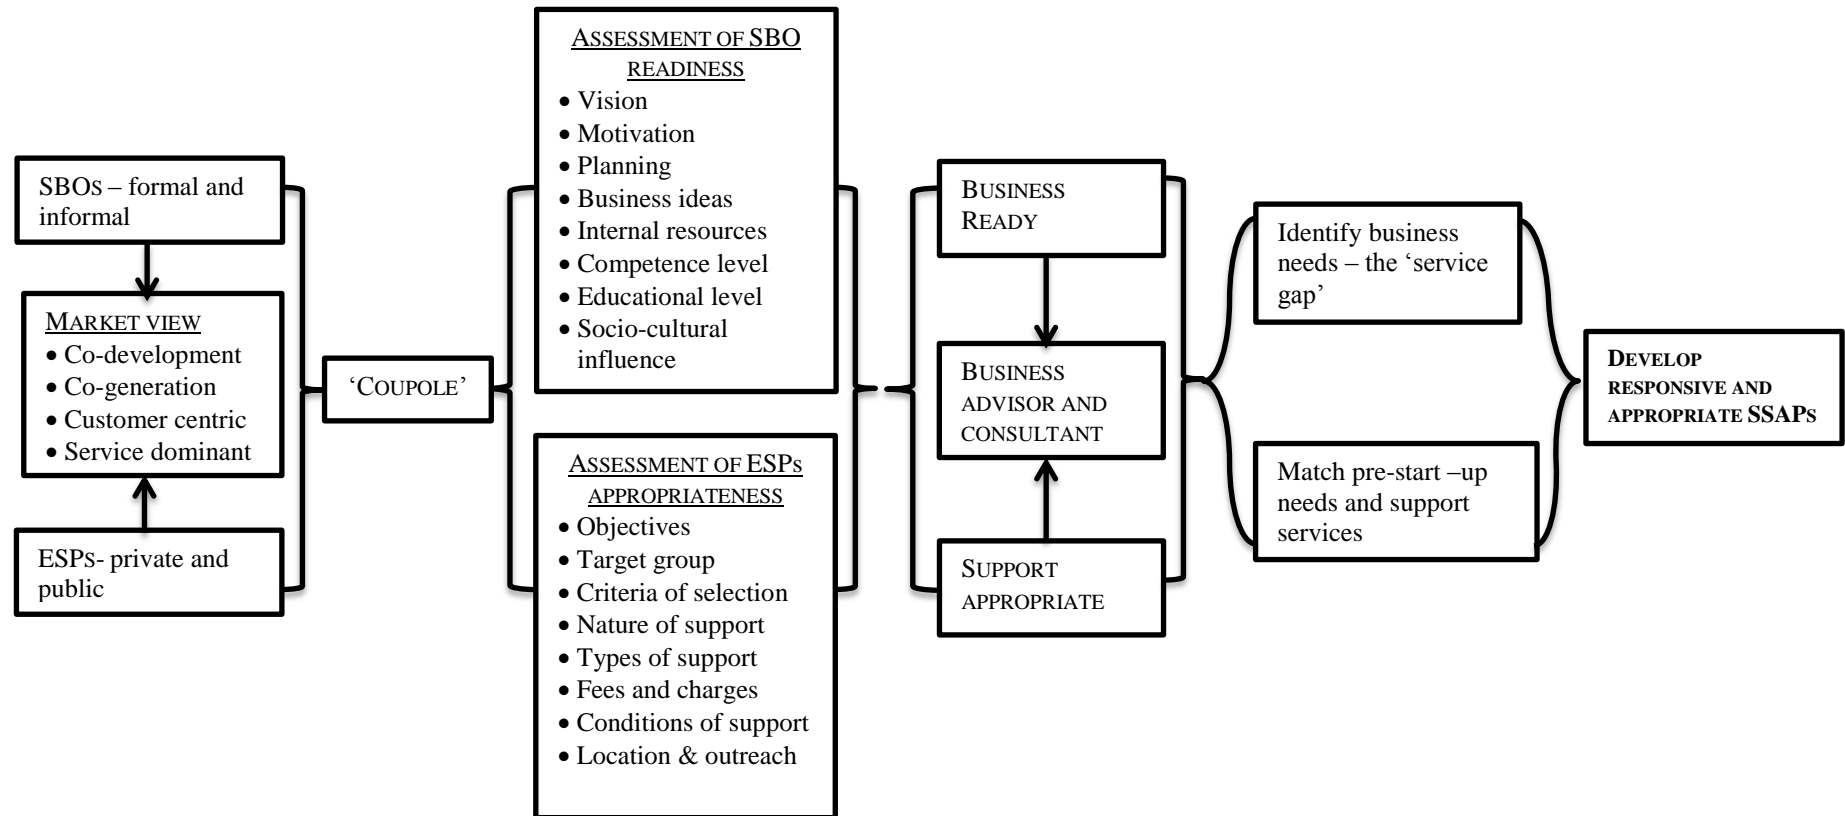 SBOs – formal and
informal
MARKET VIEW
• Co-development
• Co-generation
• Customer centric
• Service dominant
ESPs- private and
public
‘COUPOLE’
ASSESSMENT OF SBO
READINESS
• Vision
• Motivation
• Planning
• Business ideas
• Internal resources
• Competence level
• Educational level
• Socio-cultural
influence
ASSESSMENT OF ESPs
APPROPRIATENESS
• Objectives
• Target group
• Criteria of selection
• Nature of support
• Types of support
• Fees and charges
• Conditions of support
• Location & outreach
BUSINESS
READY
BUSINESS
ADVISOR AND
CONSULTANT
SUPPORT
APPROPRIATE
Identify business
needs – the ‘service
gap’
Match pre-start –up
needs and support
services
DEVELOP
RESPONSIVE AND
APPROPRIATE SSAPS